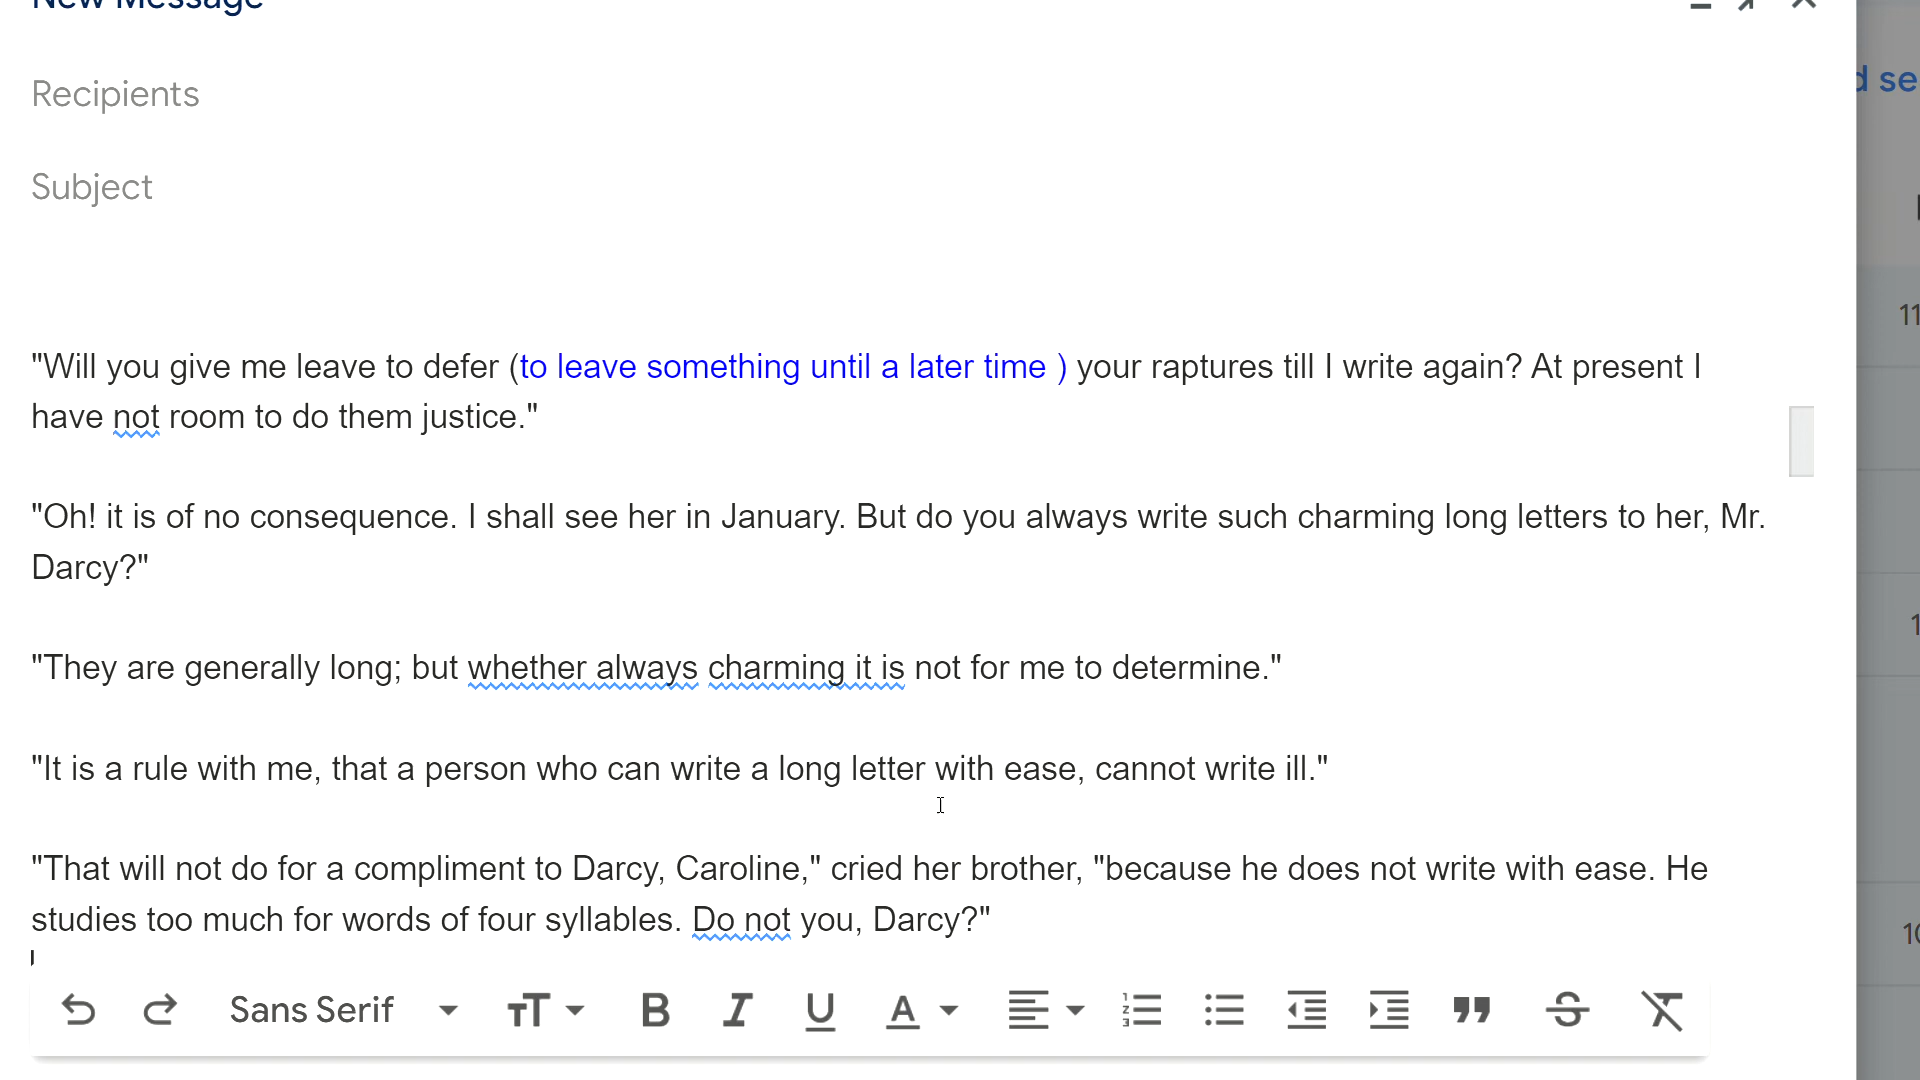 New Message
Recipients
Subject
"Will you give me leave to defer (to leave something until a later time ) your raptures till I write again? At present I
have not room to do them justice."
"Oh! it is of no consequence. I shall see her in January. But do you always write such charming long letters to her, Mr.
Darcy?"
"They are generally long; but whether always charming it is not for me to determine."
"It is a rule with me, that a person who can write a long letter with ease, cannot write ill."
"That will not do for a compliment to Darcy, Caroline," cried her brother, "because he does not write with ease. He
studies too much for words of four syllables. Do not you, Darcy?"
Sans Serif